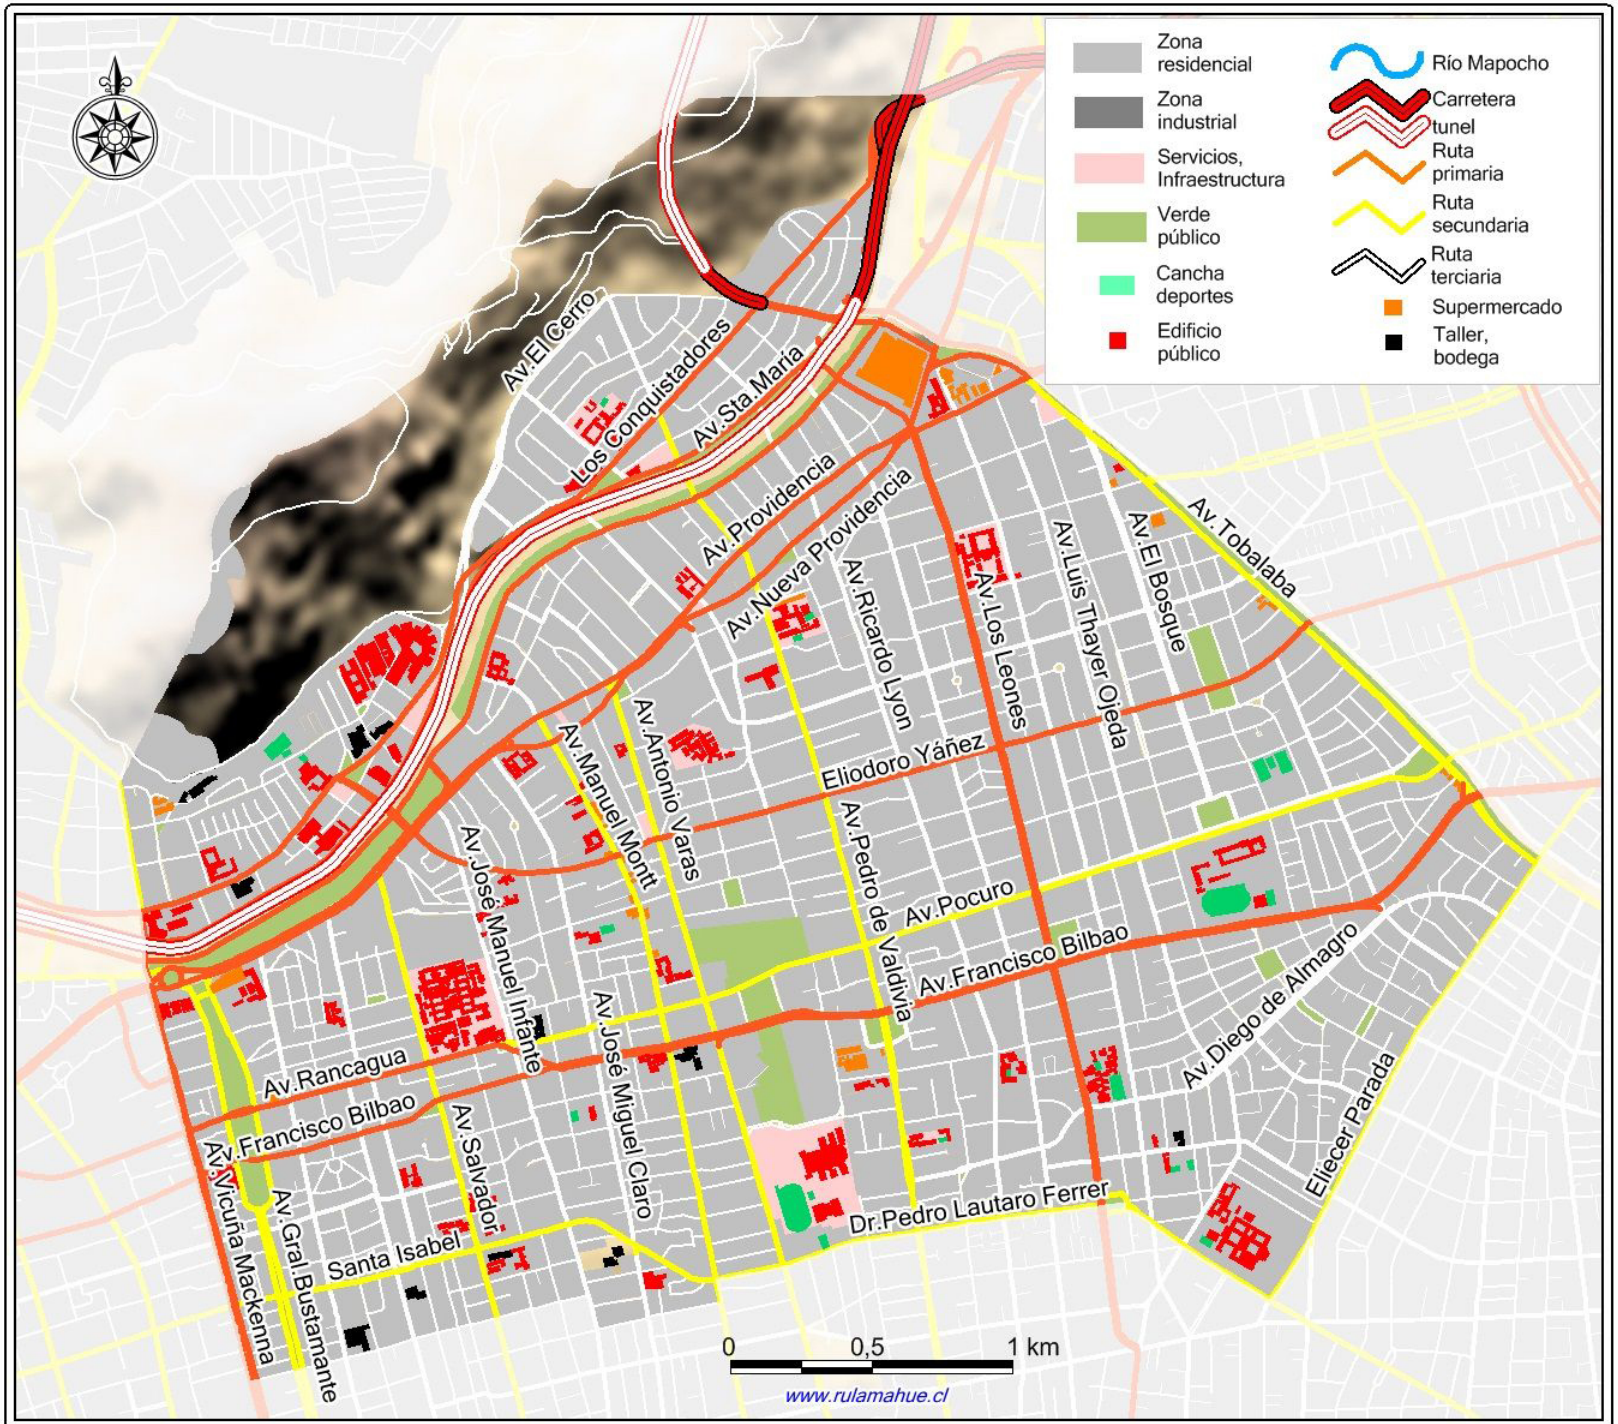 Zona
residencial
Zona
industrial
Servicios,
Infraestructura
Verde
público
Cancha
deportes
Edificio
público
Río Mapocho
Carretera
tunel
Ruta
primaria
Ruta
secundaria
Ruta
terciaria
Supermercado
Taller,
bodega
Av.El Cerro
Los Conquistadores
Av.Sta.María
Av.Providencia
Av.Nueva Providencia
Av.Ricardo Lyon
Av.Los Leones
Av.Luis Thayer Ojeda
Av.El Bosque
Av.Tobalaba
Av.Manuel Montt
Av.Antonio Varas
Eliodoro Yáñez
Av.Pedro de Valdivia
Av.Pocuro
Av.Francisco Bilbao
Av.Diego de Almagro
Av.José Manuel Infante
Av.José Miguel Claro
Av.Rancagua
Av.Francisco Bilbao
Av.Salvador
Av.Vicuña Mackenna
Av.Gral.Bustamante
Santa Isabel
Dr.Pedro Lautaro Ferrer
Eliecer Parada
0 0,5 1 km
www.rulamahue.cl